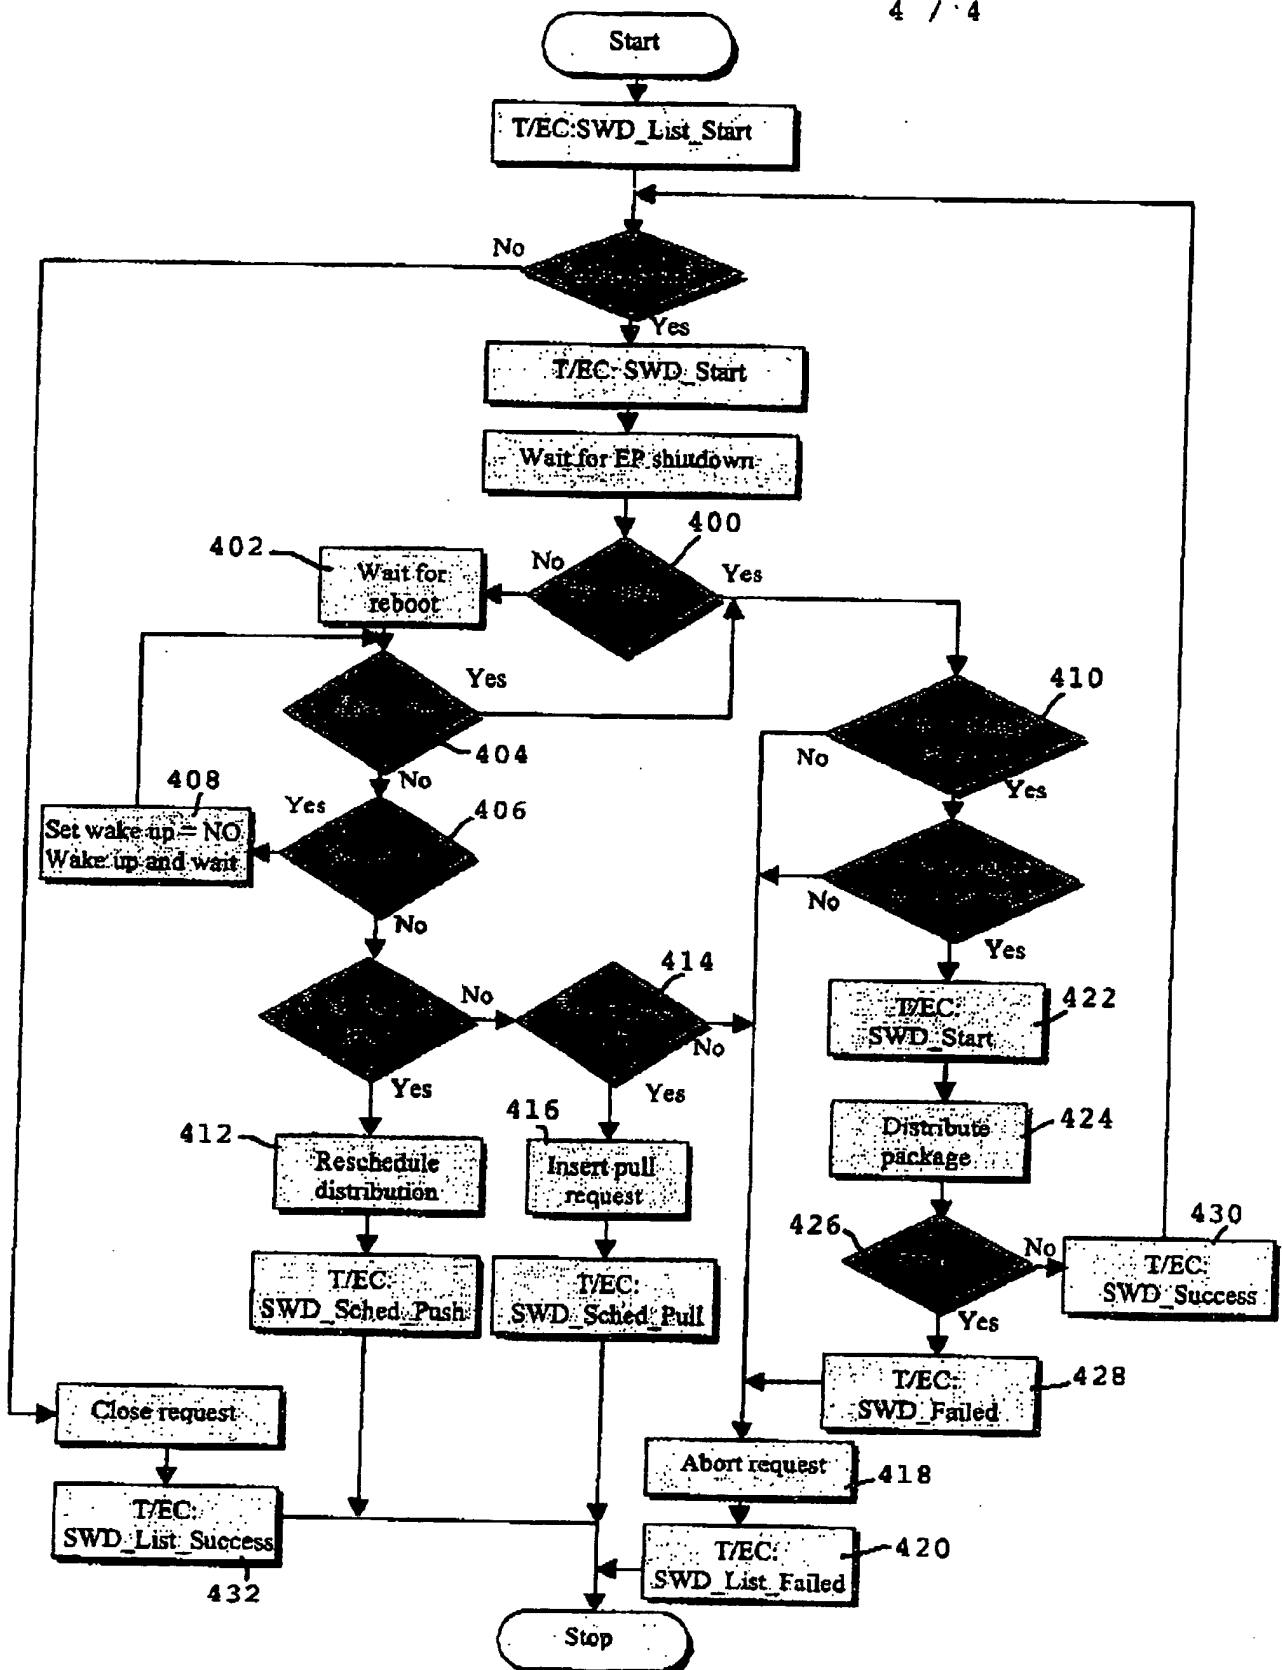 4 / 4
Start
T/EC:SWD_List_Start
No
Yes
T/EC: SWD_Start
Wait for EP shutdown
400
402
No
Yes
Wait for
reboot
Yes
410
404
No
No
Yes
408
Yes
406
Set wake up = NO
Wake up and wait
No
No
Yes
414
No
No
422
T/EC:
SWD_Start
Yes
Yes
416
412
424
Distribute
package
Reschedule
distribution
Insert pull
request
426
430
No
T/EC:
SWD_Success
T/EC:
SWD_Sched_Push
T/EC:
SWD_Sched_Pull
Yes
428
T/EC:
SWD_Failed
Close request
Abort request
418
T/EC:
SWD_List_Success
432
T/EC:
SWD_List_Failed
420
Stop